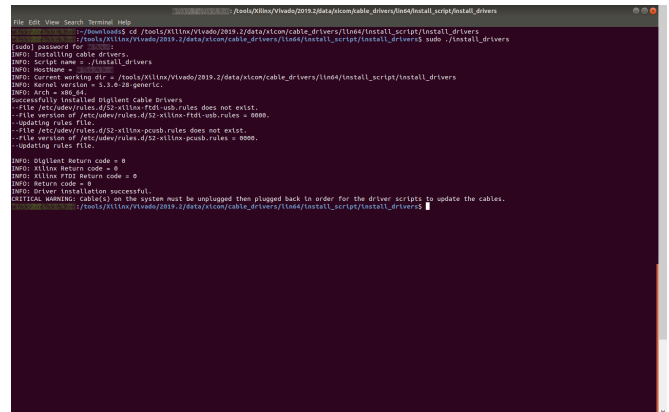 : /tools/Xilinx/Vivado/2019.2/data/xicom/cable_drivers/lin64/install_script/install_drivers
File Edit View Search Terminal Help
:~/Downloads$ cd /tools/Xilinx/Vivado/2019.2/data/xicom/cable_drivers/lin64/install_script/install_drivers
:/tools/Xilinx/Vivado/2019.2/data/xicom/cable_drivers/lin64/install_script/install_drivers$ sudo ./install_drivers
[sudo] password for :
INFO: Installing cable drivers.
INFO: Script name = ./install_drivers
INFO: HostName =
INFO: Current working dir = /tools/Xilinx/Vivado/2019.2/data/xicom/cable_drivers/lin64/install_script/install_drivers
INFO: Kernel version = 5.3.0-28-generic.
INFO: Arch = x86_64.
Successfully installed Digilent Cable Drivers
--File /etc/udev/rules.d/52-xilinx-ftdi-usb.rules does not exist.
--File version of /etc/udev/rules.d/52-xilinx-ftdi-usb.rules = 0000.
--Updating rules file.
--File /etc/udev/rules.d/52-xilinx-pcusb.rules does not exist.
--File version of /etc/udev/rules.d/52-xilinx-pcusb.rules = 0000.
--Updating rules file.
INFO: Digilent Return code = 0
INFO: Xilinx Return code = 0
INFO: Xilinx FTDI Return code = 0
INFO: Return code = 0
INFO: Driver installation successful.
CRITICAL WARNING: Cable(s) on the system must be unplugged then plugged back in order for the driver scripts to update the cables.
:/tools/Xilinx/Vivado/2019.2/data/xicom/cable_drivers/lin64/install_script/install_drivers$